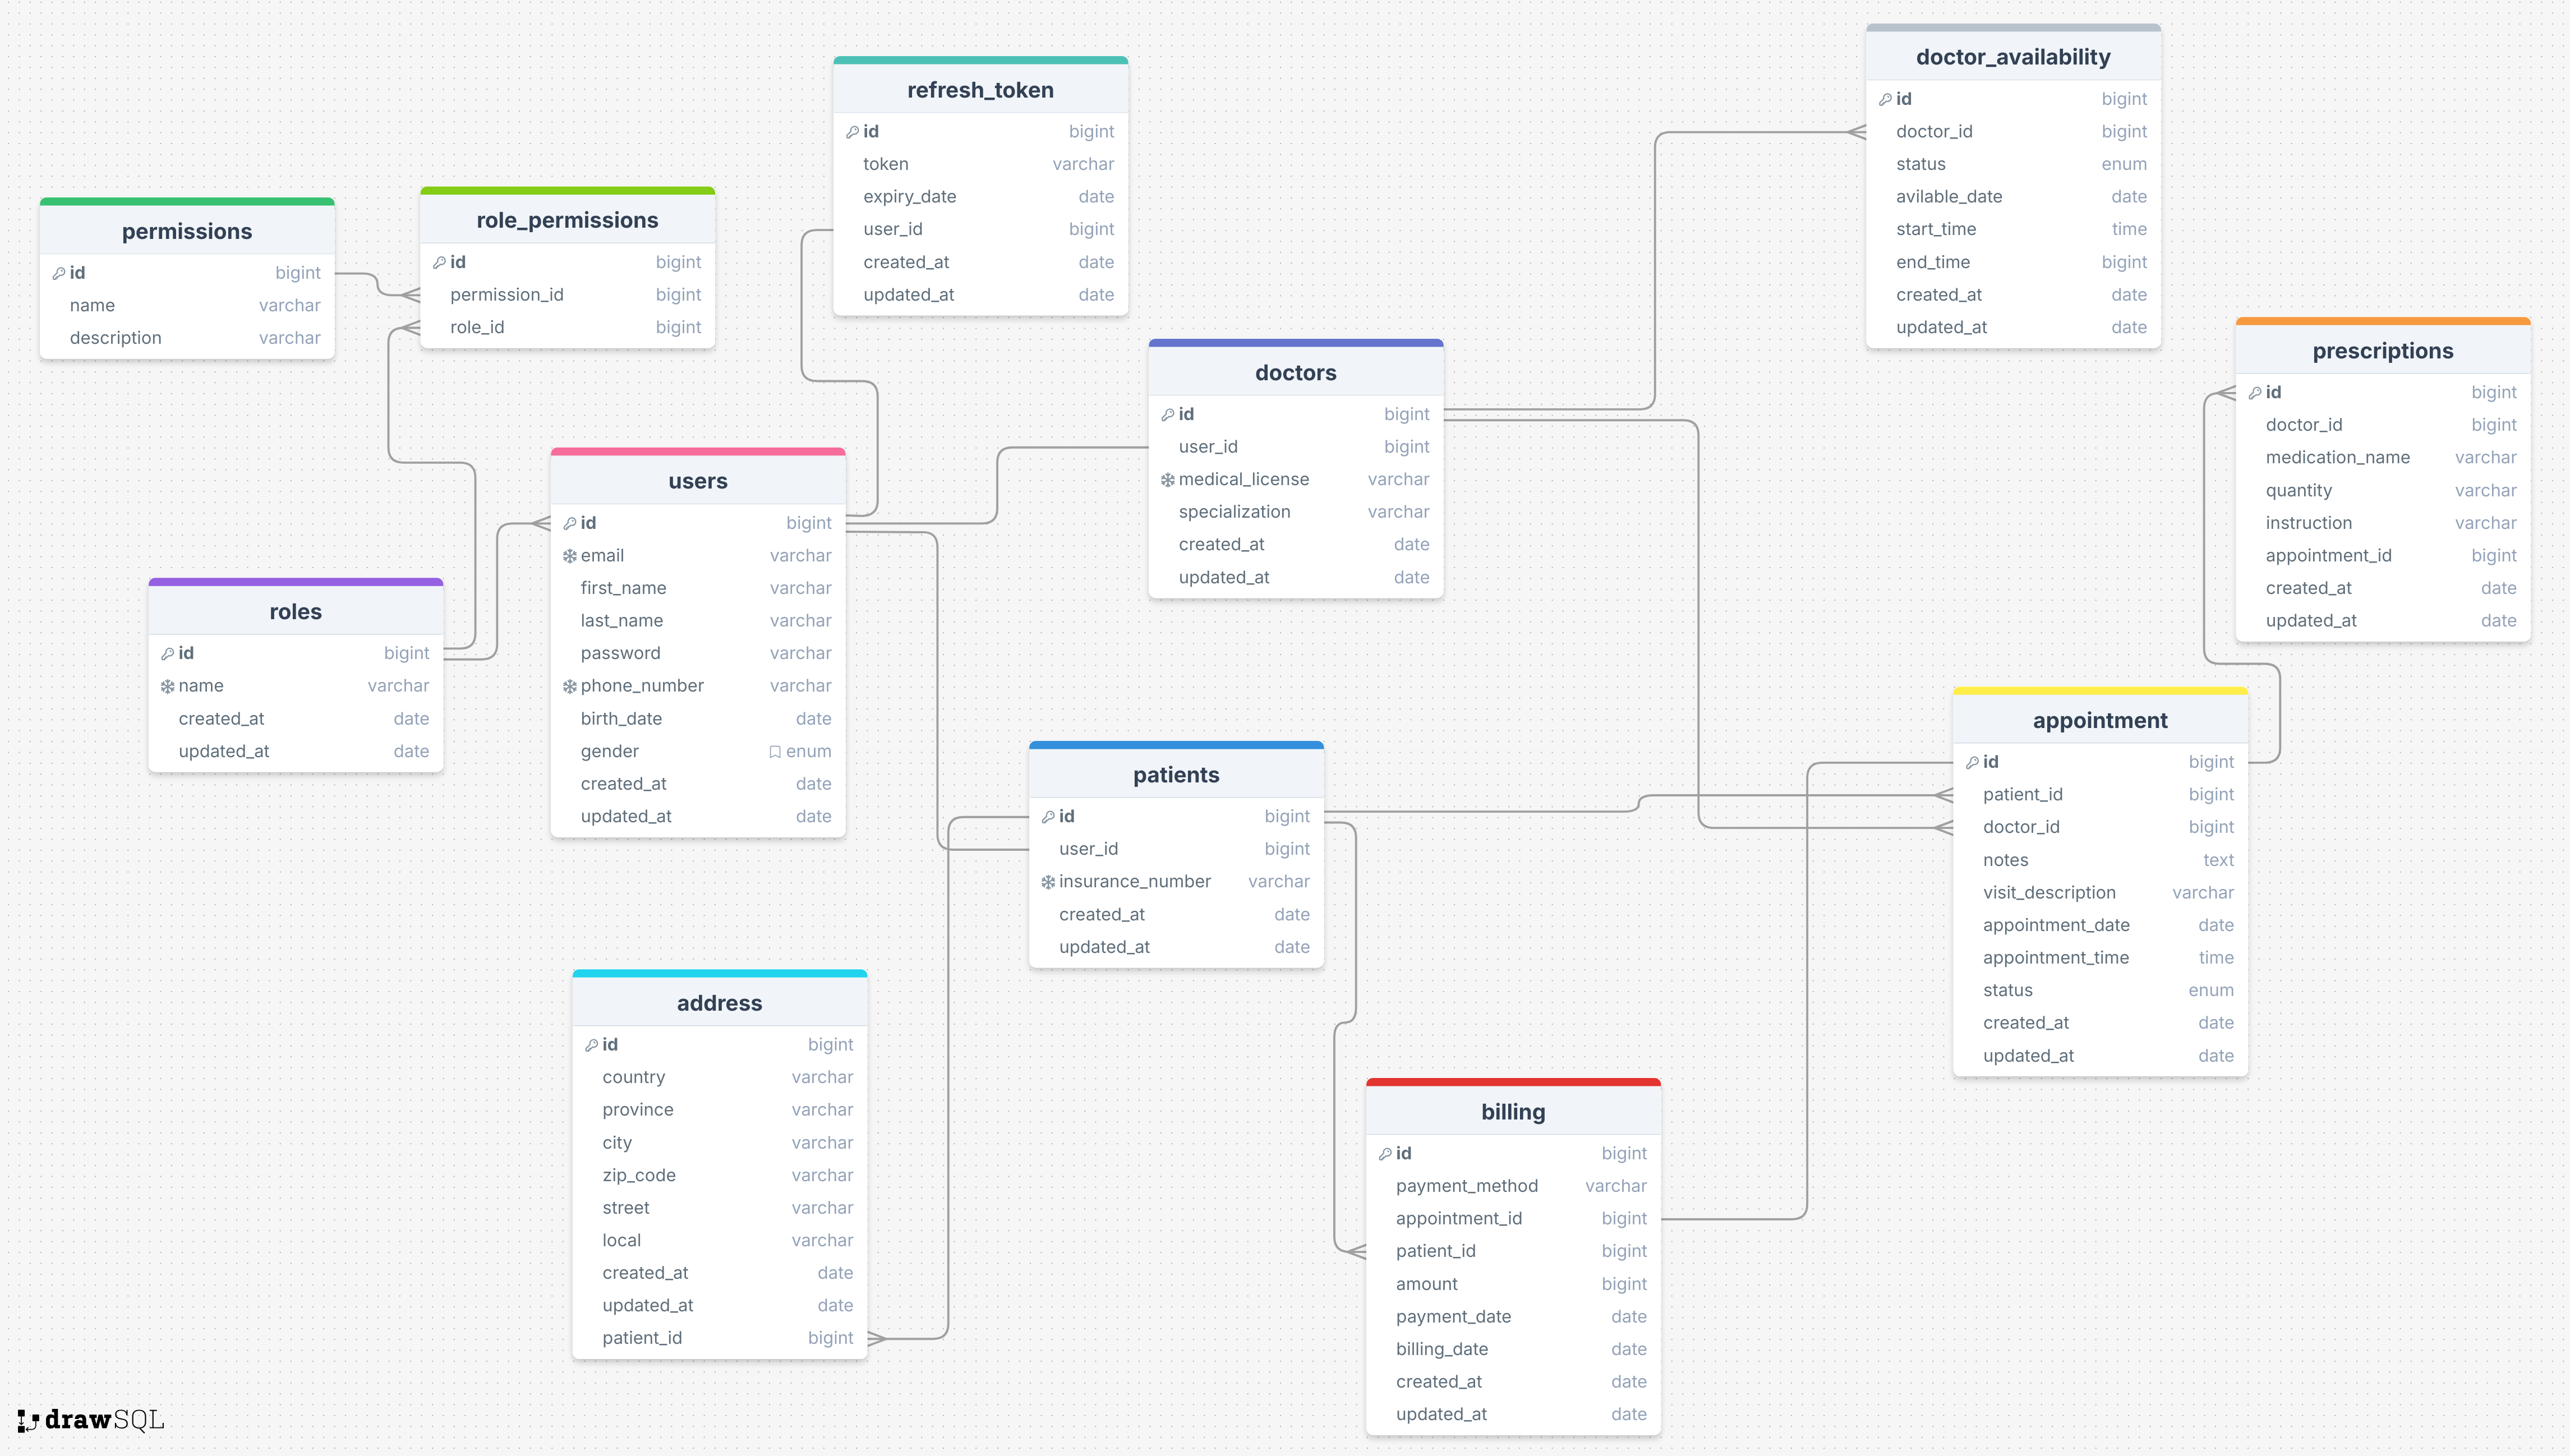 doctor_availability
id bigint
doctor_id bigint
status enum
avilable_date date
start_time time
end_time bigint
created_at date
updated_at date
refresh_token
id bigint
token varchar
expiry_date date
user_id bigint
created_at date
updated_at date
permissions
id bigint
name varchar
description varchar
role_permissions
id bigint
permission_id bigint
role_id bigint
doctors
id bigint
user_id bigint
medical_license varchar
specialization varchar
created_at date
updated_at date
prescriptions
id bigint
doctor_id bigint
medication_name varchar
quantity varchar
instruction varchar
appointment_id bigint
created_at date
updated_at date
users
id bigint
email varchar
first_name varchar
last_name varchar
password varchar
phone_number varchar
birth_date date
gender enum
created_at date
updated_at date
roles
id bigint
name varchar
created_at date
updated_at date
patients
id bigint
user_id bigint
insurance_number varchar
created_at date
updated_at date
appointment
id bigint
patient_id bigint
doctor_id bigint
notes text
visit_description varchar
appointment_date date
appointment_time time
status enum
created_at date
updated_at date
address
id bigint
country varchar
province varchar
city varchar
zip_code varchar
street varchar
local varchar
created_at date
updated_at date
patient_id bigint
billing
id bigint
payment_method varchar
appointment_id bigint
patient_id bigint
amount bigint
payment_date date
billing_date date
created_at date
updated_at date
drawSQL